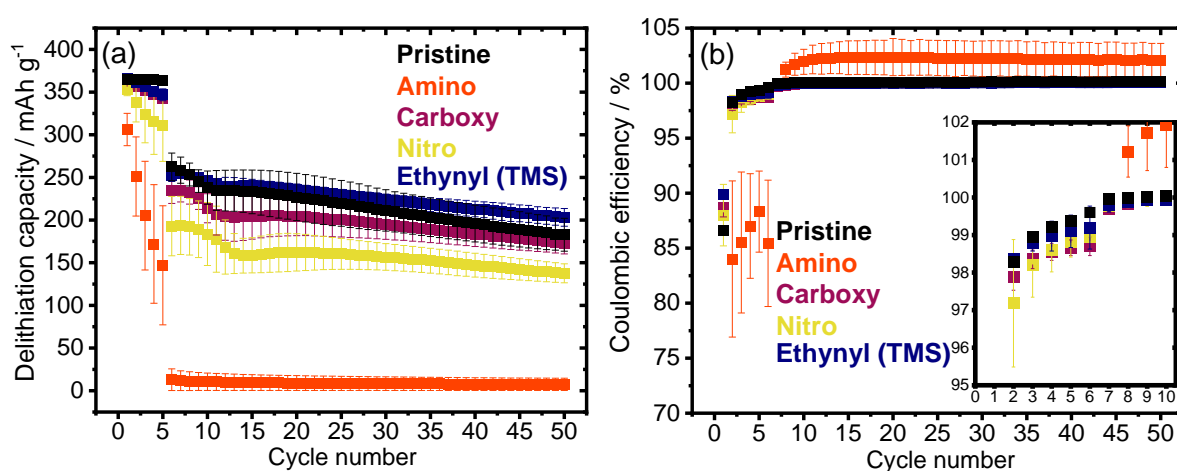 (a)
Delithiation capacity / mAh g⁻¹
400
350
300
250
200
150
100
50
0
Pristine
Amino
Carboxy
Nitro
Ethynyl (TMS)
0 5 10 15 20 25 30 35 40 45 50
Cycle number
(b)
Coulombic efficiency / %
105
100
95
90
85
80
75
70
Pristine
Amino
Carboxy
Nitro
Ethynyl (TMS)
102
101
100
99
98
97
96
95
0 1 2 3 4 5 6 7 8 9 10
0 5 10 15 20 25 30 35 40 45 50
Cycle number